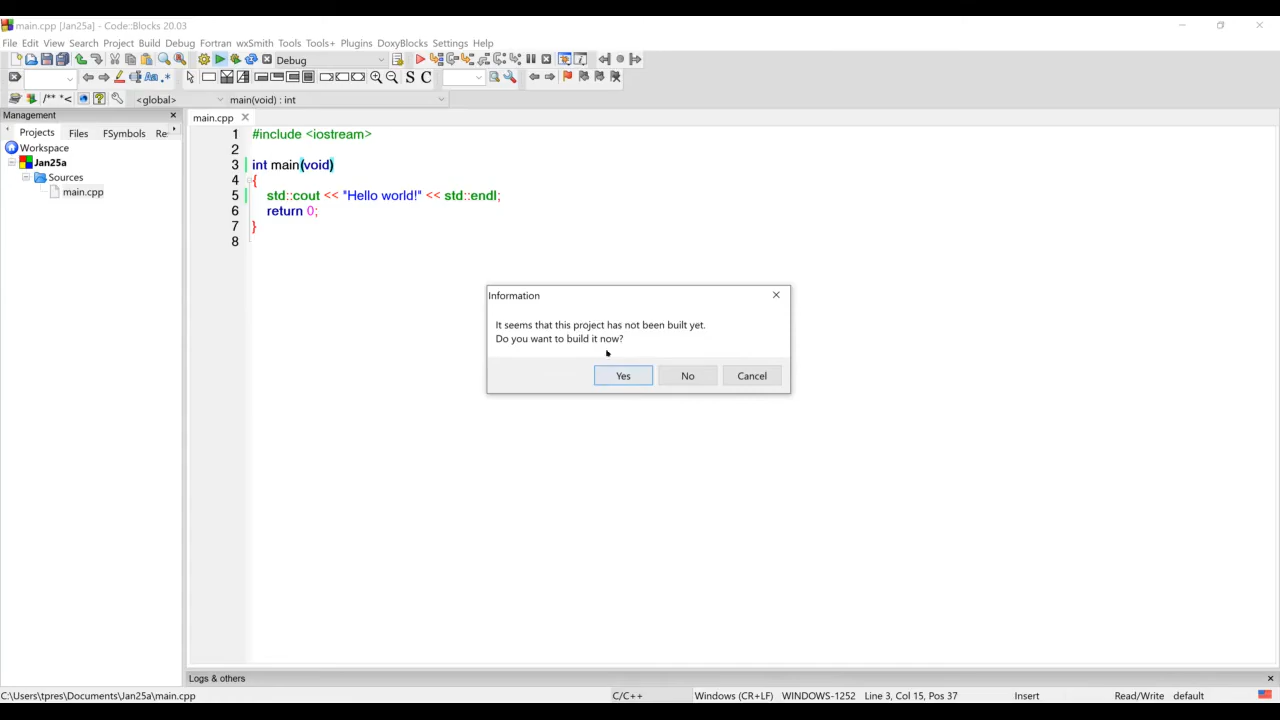 main.cpp [Jan25a] - Code::Blocks 20.03
File Edit View Search Project Build Debug Fortran wxSmith Tools Tools+ Plugins DoxyBlocks Settings Help
Debug
Aa .*
S C
/** *<
<global>
main(void) : int
Management
main.cpp
Projects Files FSymbols Re
Workspace
Jan25a
Sources
main.cpp
1 #include <iostream>
2
3 int main(void)
4 {
5 std::cout << "Hello world!" << std::endl;
6 return 0;
7 }
8
Information
It seems that this project has not been built yet.
Do you want to build it now?
Yes No Cancel
Logs & others
C:\Users\tpres\Documents\Jan25a\main.cpp C/C++ Windows (CR+LF) WINDOWS-1252 Line 3, Col 15, Pos 37 Insert Read/Write default